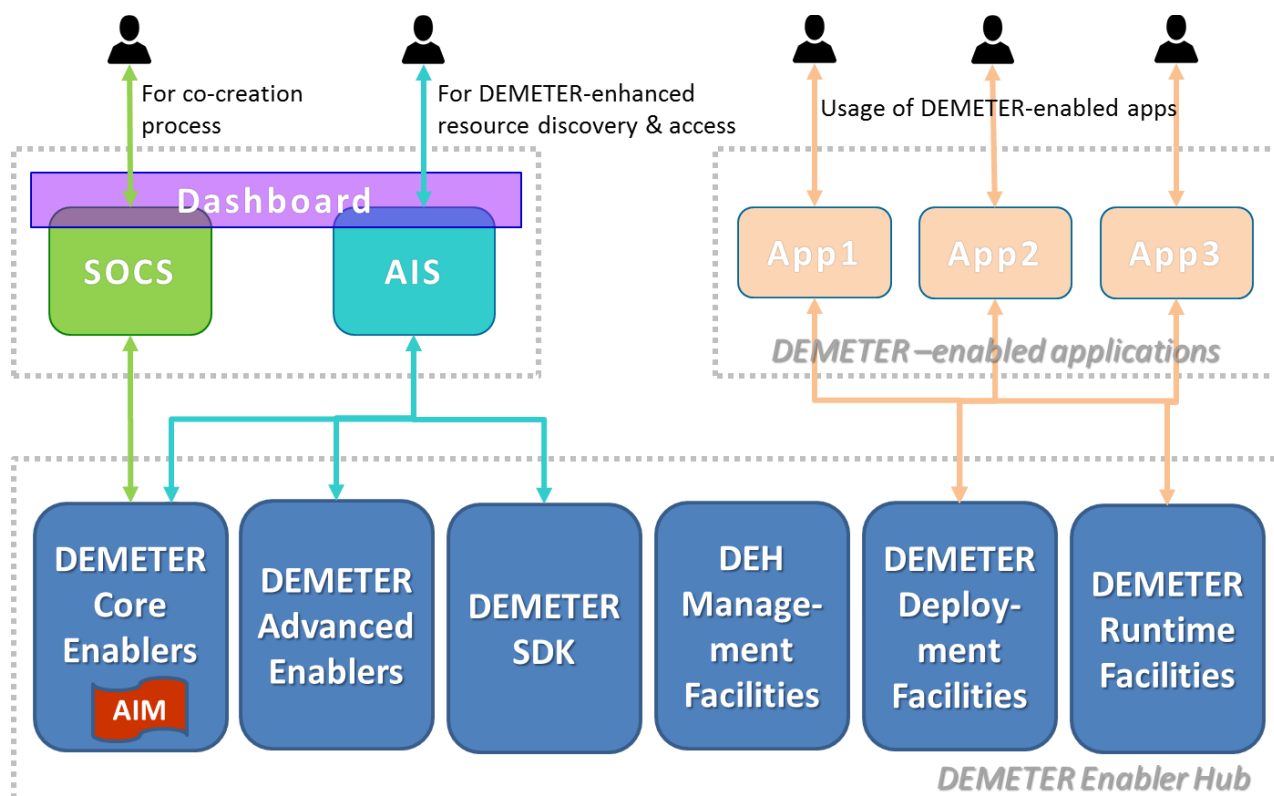 For co-creation
process
For DEMETER-enhanced
resource discovery & access
Usage of DEMETER-enabled apps
Dashboard
SOCS
AIS
App1
App2
App3
DEMETER –enabled applications
DEMETER
Core
Enablers
AIM
DEMETER
Advanced
Enablers
DEMETER
SDK
DEH
Manage-
ment
Facilities
DEMETER
Deploy-
ment
Facilities
DEMETER
Runtime
Facilities
DEMETER Enabler Hub